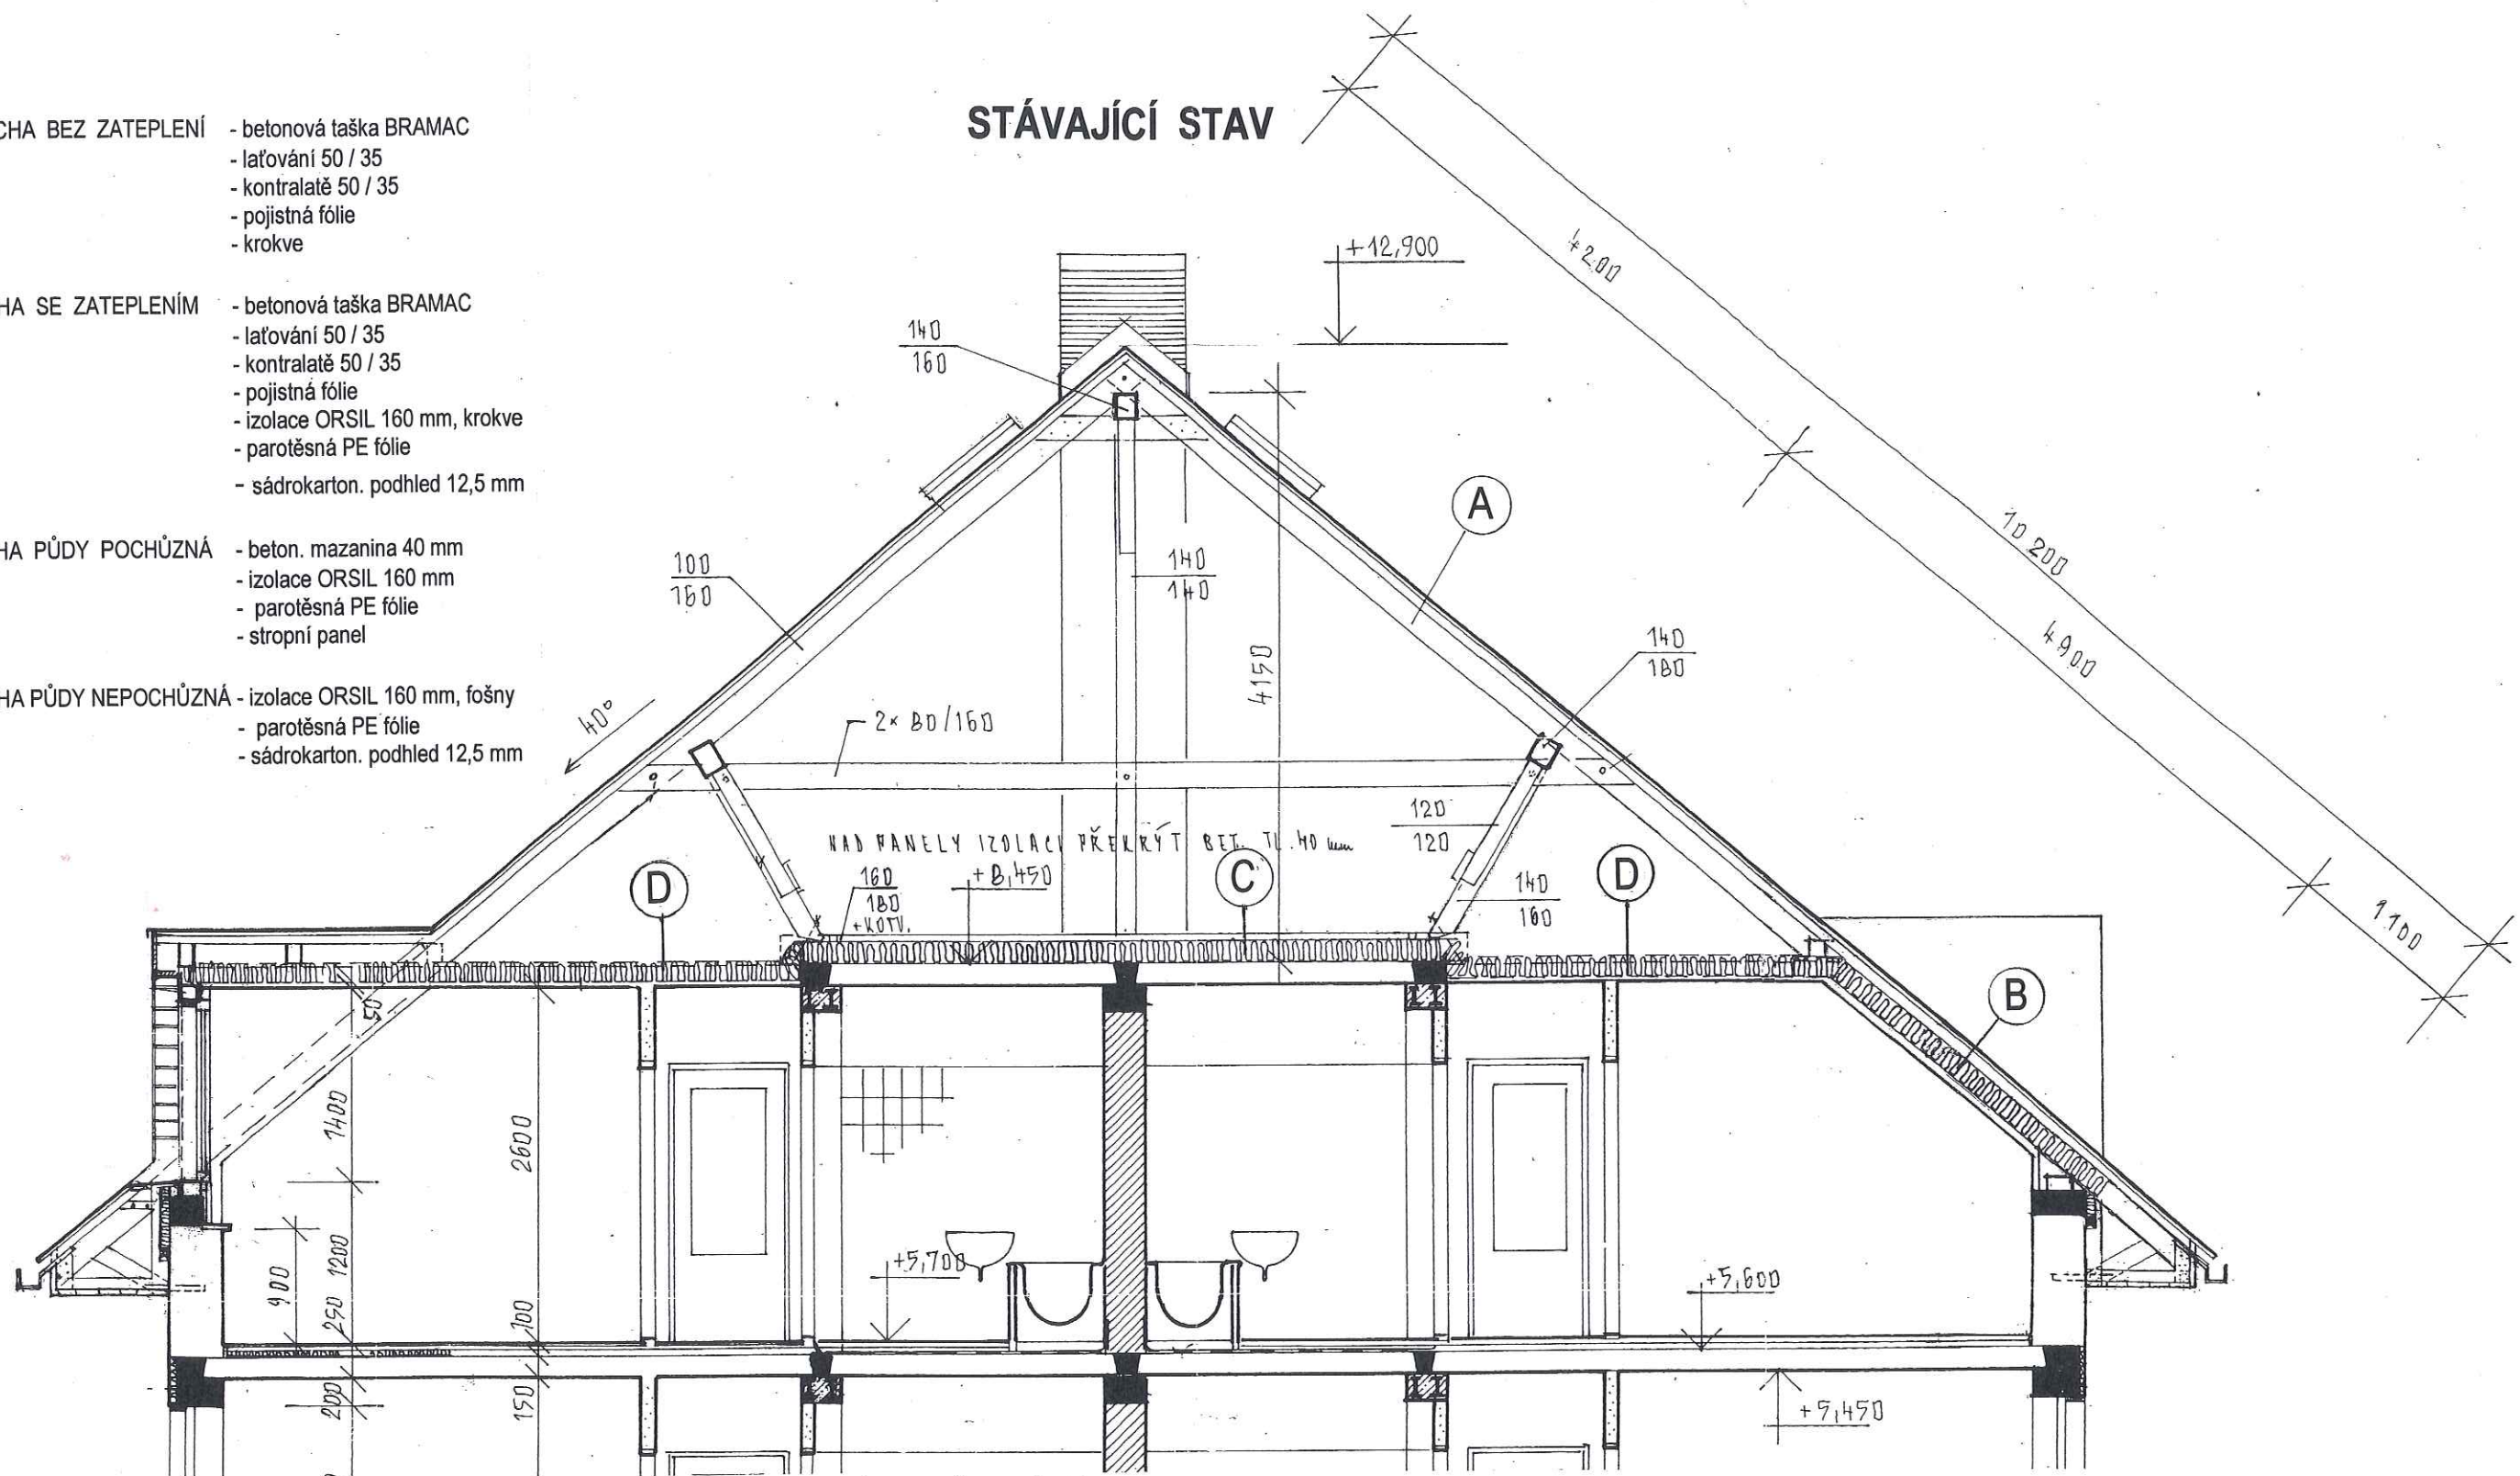 STÁVAJÍCÍ STAV
CHA BEZ ZATEPLENÍ - betonová taška BRAMAC
- laťování 50 / 35
- kontralatě 50 / 35
- pojistná fólie
- krokve
HA SE ZATEPLENÍM - betonová taška BRAMAC
- laťování 50 / 35
- kontralatě 50 / 35
- pojistná fólie
- izolace ORSIL 160 mm, krokve
- parotěsná PE fólie
- sádrokarton. podhled 12,5 mm
HA PŮDY POCHŮZNÁ - beton. mazanina 40 mm
- izolace ORSIL 160 mm
- parotěsná PE fólie
- stropní panel
HA PŮDY NEPOCHŮZNÁ - izolace ORSIL 160 mm, fošny
- parotěsná PE fólie
- sádrokarton. podhled 12,5 mm
+12,900
4200
10 200
4900
1100
140
160
A
100
160
140
140
4150
140
180
40°
2x 80/160
120
120
NAD PANELY IZOLACI PŘEKRÝT BET. TL. 40 mm
D
160
180
+KOTV.
+8,450
C
140
160
D
B
50
1400
2600
1200
900
250
100
+5,700
+5,600
200
150
+5,450